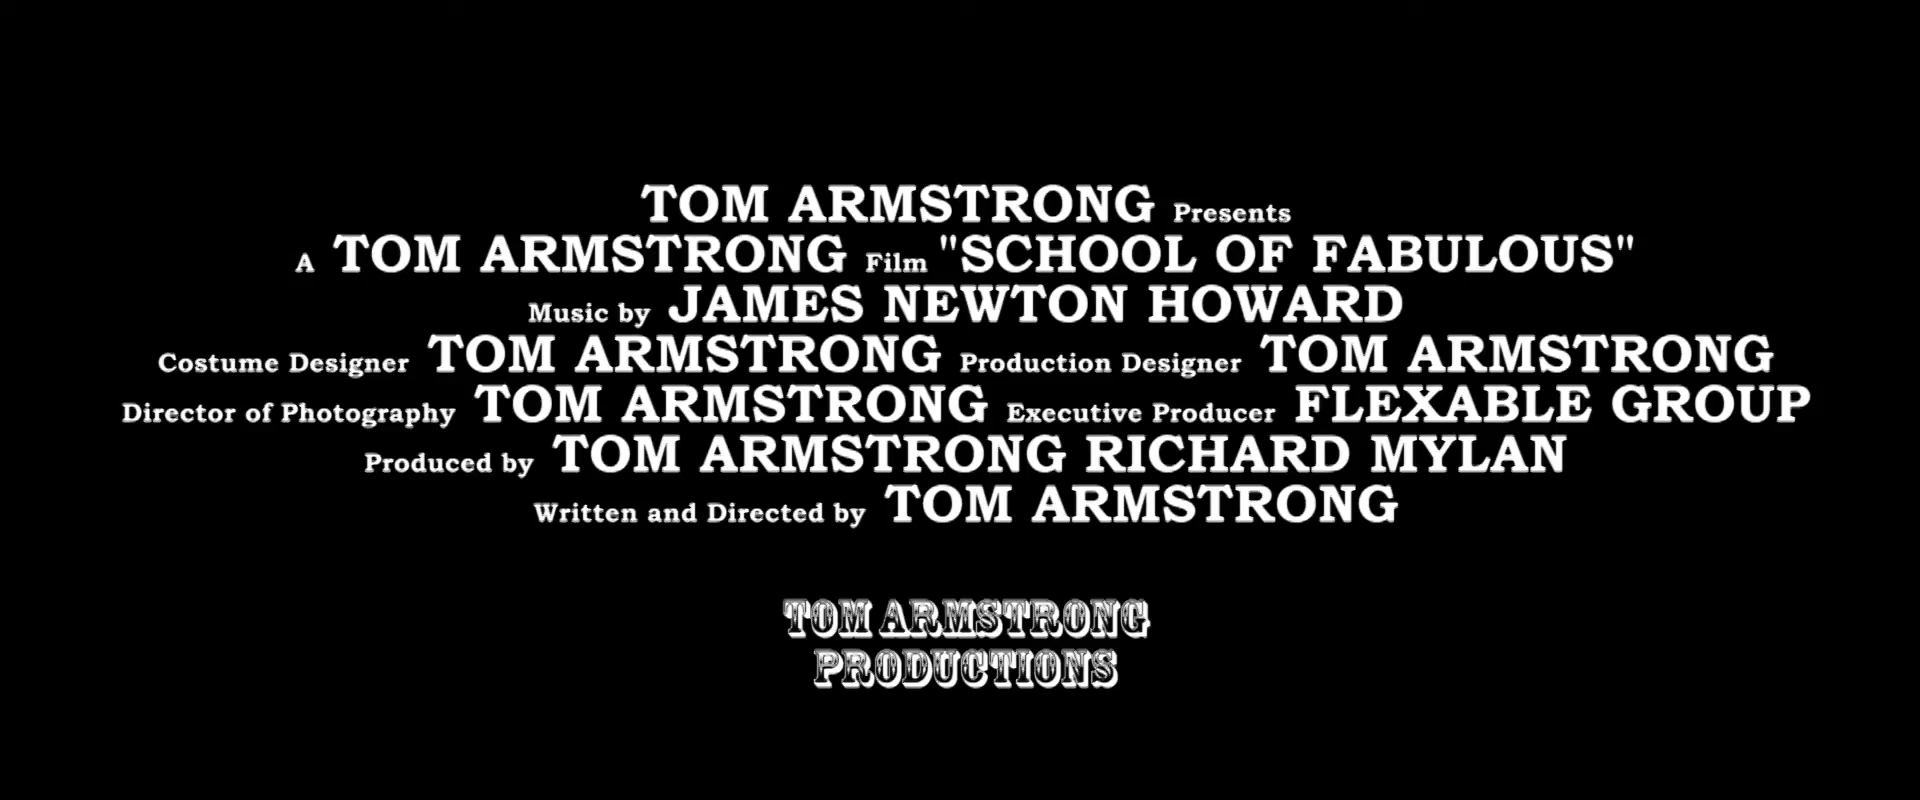 TOM ARMSTRONG Presents
A TOM ARMSTRONG Film "SCHOOL OF FABULOUS"
Music by JAMES NEWTON HOWARD
Costume Designer TOM ARMSTRONG Production Designer TOM ARMSTRONG
Director of Photography TOM ARMSTRONG Executive Producer FLEXABLE GROUP
Produced by TOM ARMSTRONG RICHARD MYLAN
Written and Directed by TOM ARMSTRONG
TOM ARMSTRONG
PRODUCTIONS